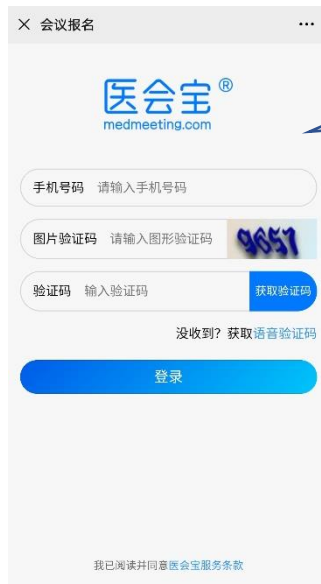 会议报名
医会宝®
medmeeting.com
手机号码 请输入手机号码
图片验证码 请输入图形验证码 9657
验证码 输入验证码 获取验证码
没收到？获取语音验证码
登录
我已阅读并同意医会宝服务条款